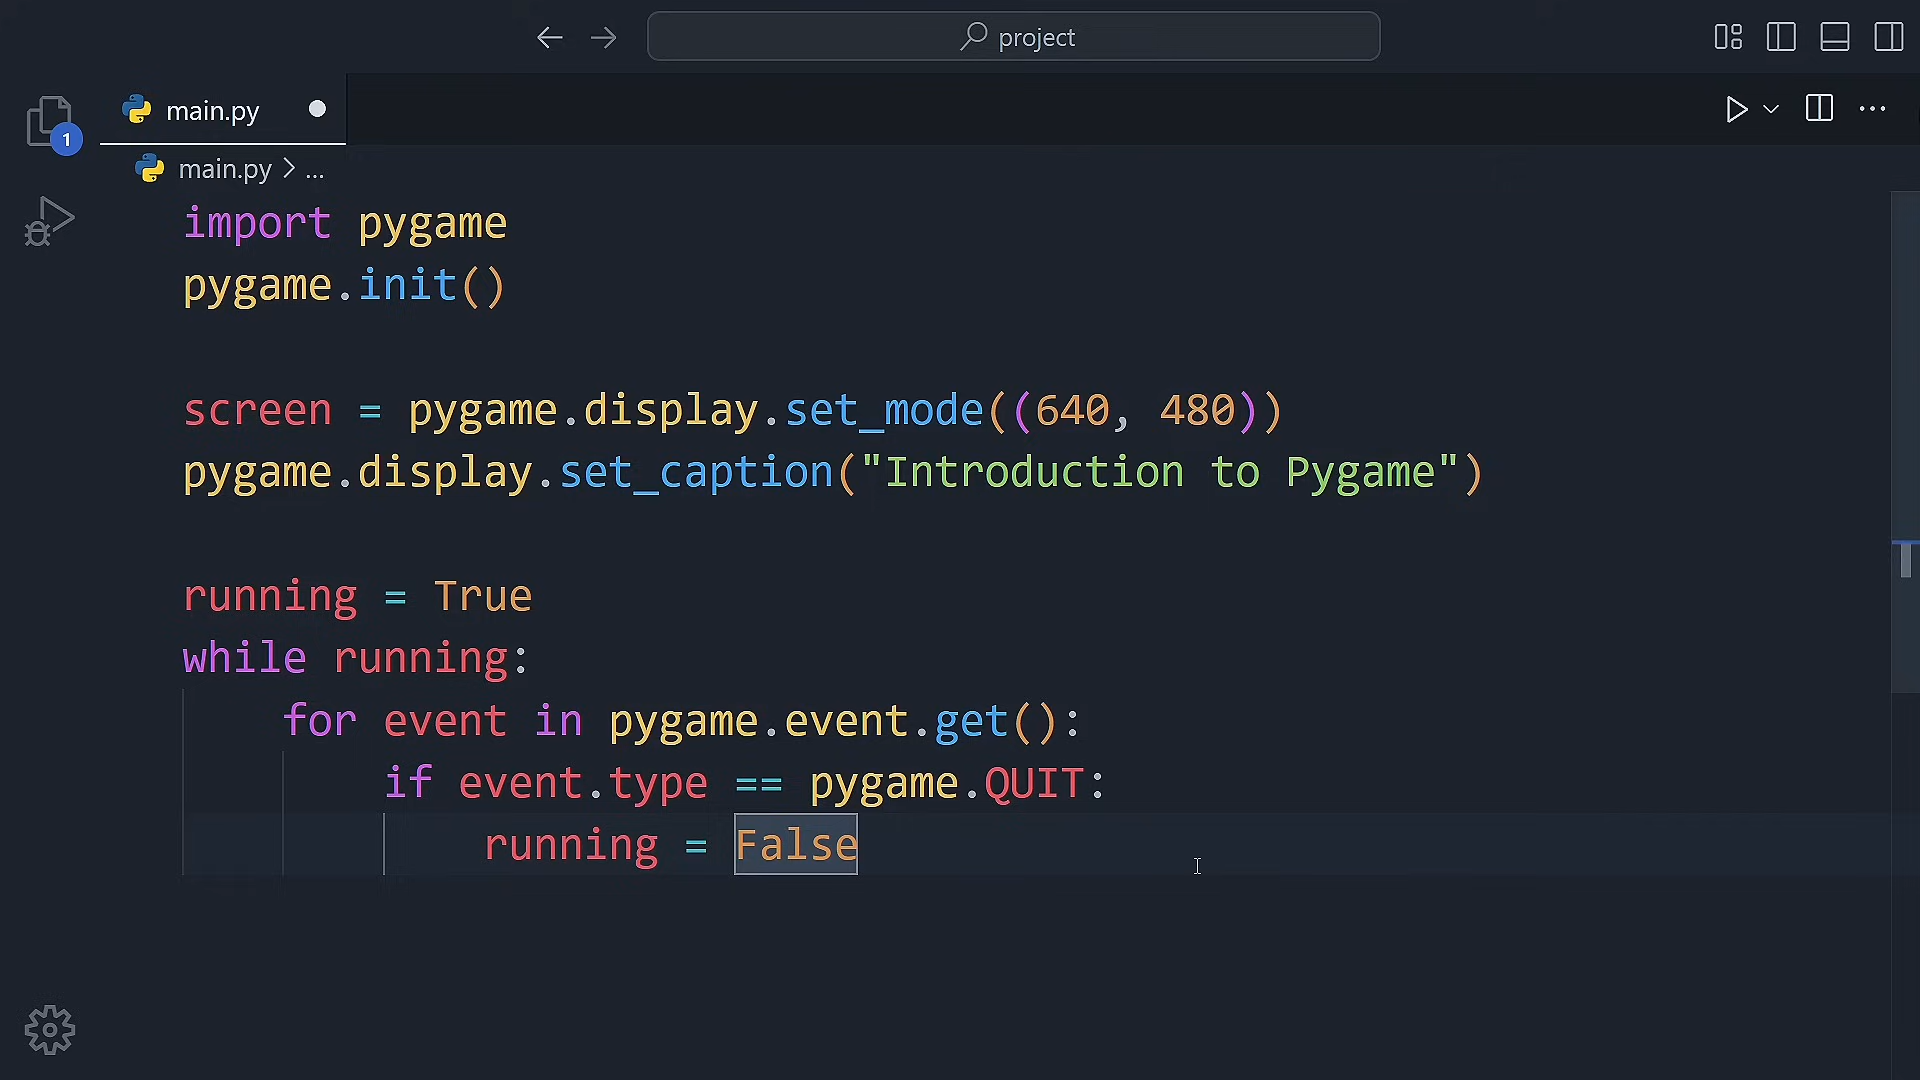 project
main.py
1
main.py > ...
import pygame
pygame.init()
screen = pygame.display.set_mode((640, 480))
pygame.display.set_caption("Introduction to Pygame")
running = True
while running:
    for event in pygame.event.get():
        if event.type == pygame.QUIT:
            running = False